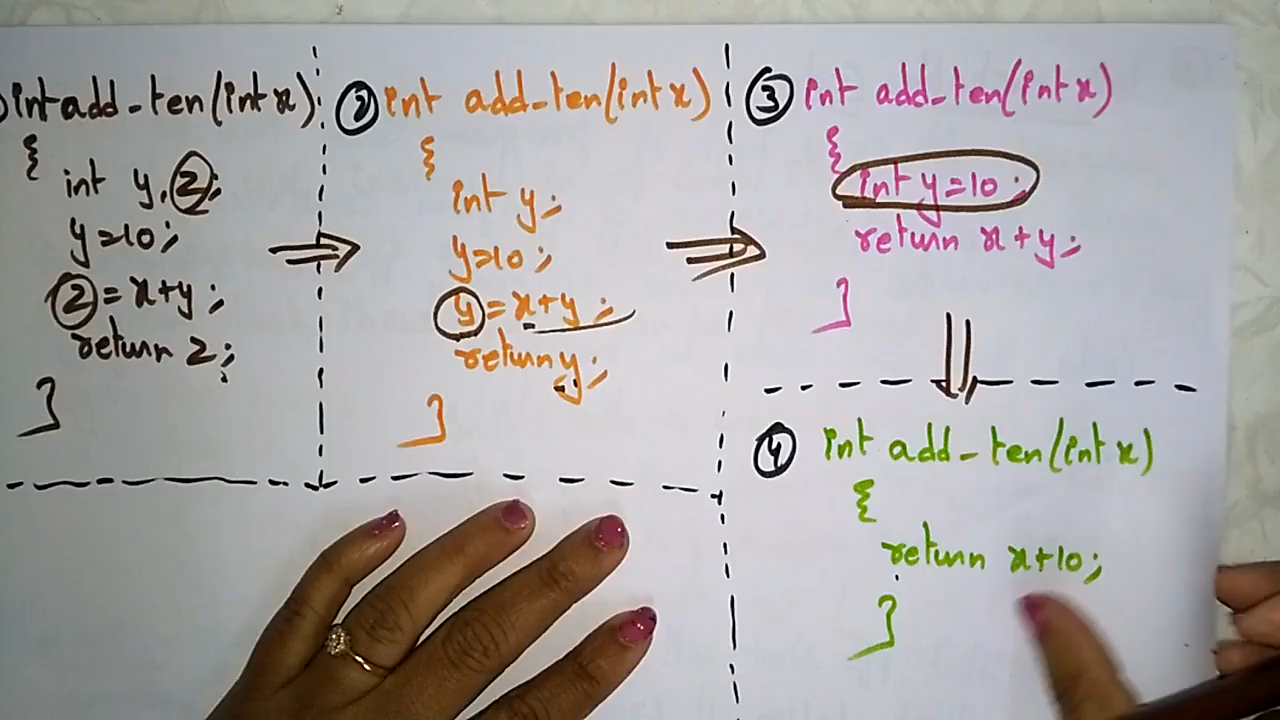 int add-ten(int x)
{
int y, z;
y=10;
z = x+y;
return z;
}
② int add-ten(int x)
{
int y;
y=10;
y = x+y;
return y;
}
③ int add-ten(int x)
{
int y=10;
return x+y;
}
④ int add-ten(int x)
{
return x+10;
}